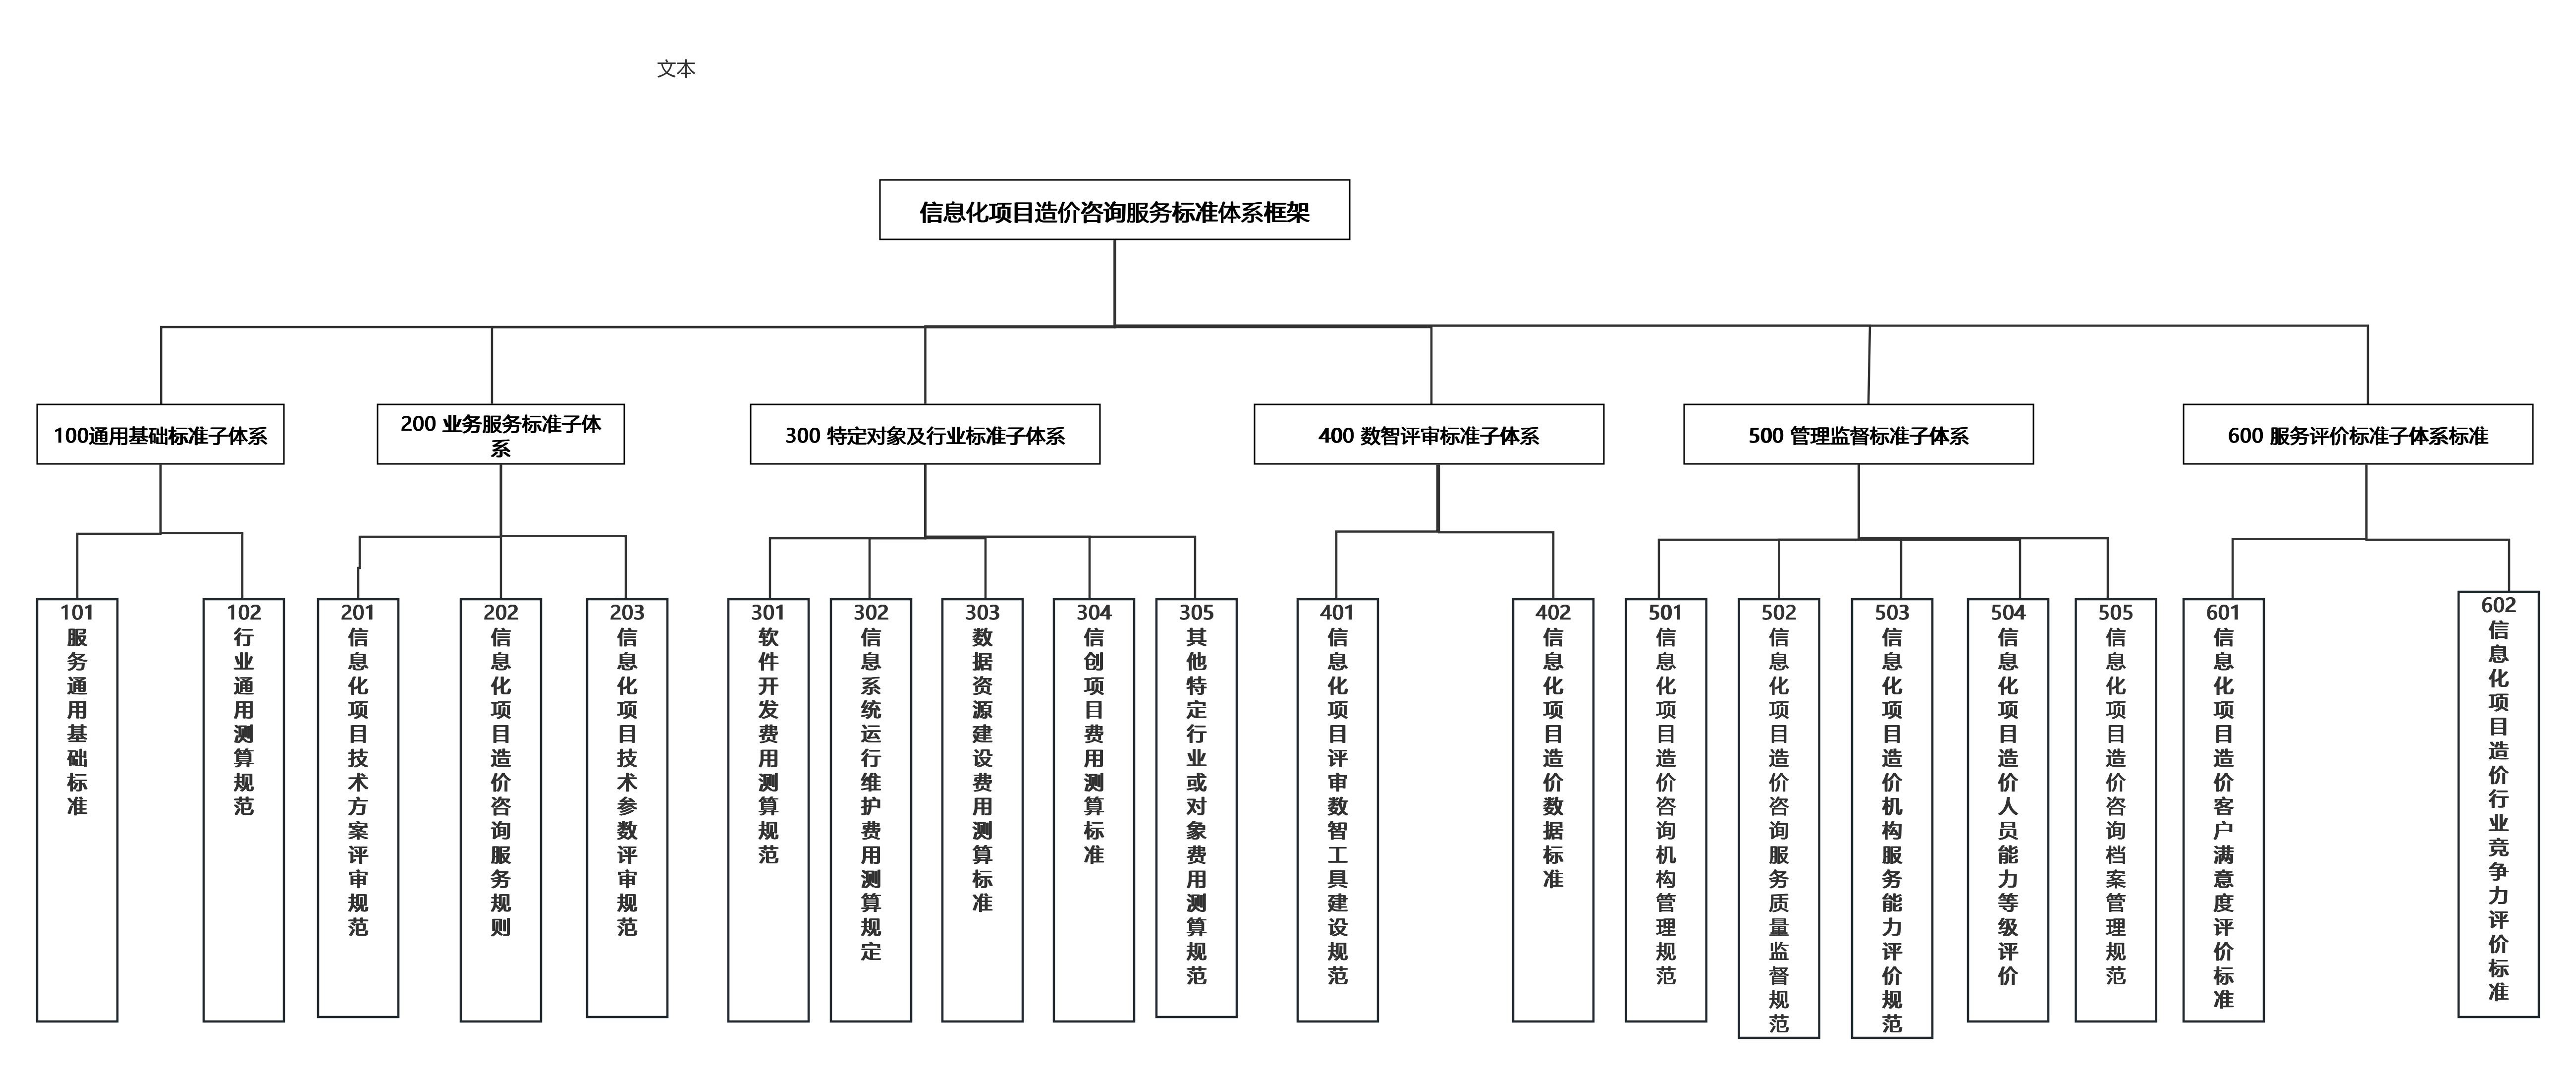 文本
信息化项目造价咨询服务标准体系框架
100通用基础标准子体系
200 业务服务标准子体
系
300 特定对象及行业标准子体系
400 数智评审标准子体系
500 管理监督标准子体系
600 服务评价标准子体系标准
101
服务通用基础标准
102
行业通用测算规范
201
信息化项目技术方案评审规范
202
信息化项目造价咨询服务规则
203
信息化项目技术参数评审规范
301
软件开发费用测算规范
302
信息系统运行维护费用测算规定
303
数据资源建设费用测算标准
304
信创项目费用测算标准
305
其他特定行业或对象费用测算规范
401
信息化项目评审数智工具建设规范
402
信息化项目造价数据标准
501
信息化项目造价咨询机构管理规范
502
信息化项目造价咨询服务质量监督规范
503
信息化项目造价机构服务能力评价规范
504
信息化项目造价人员能力等级评价
505
信息化项目造价咨询档案管理规范
601
信息化项目造价客户满意度评价标准
602
信息化项目造价行业竞争力评价标准